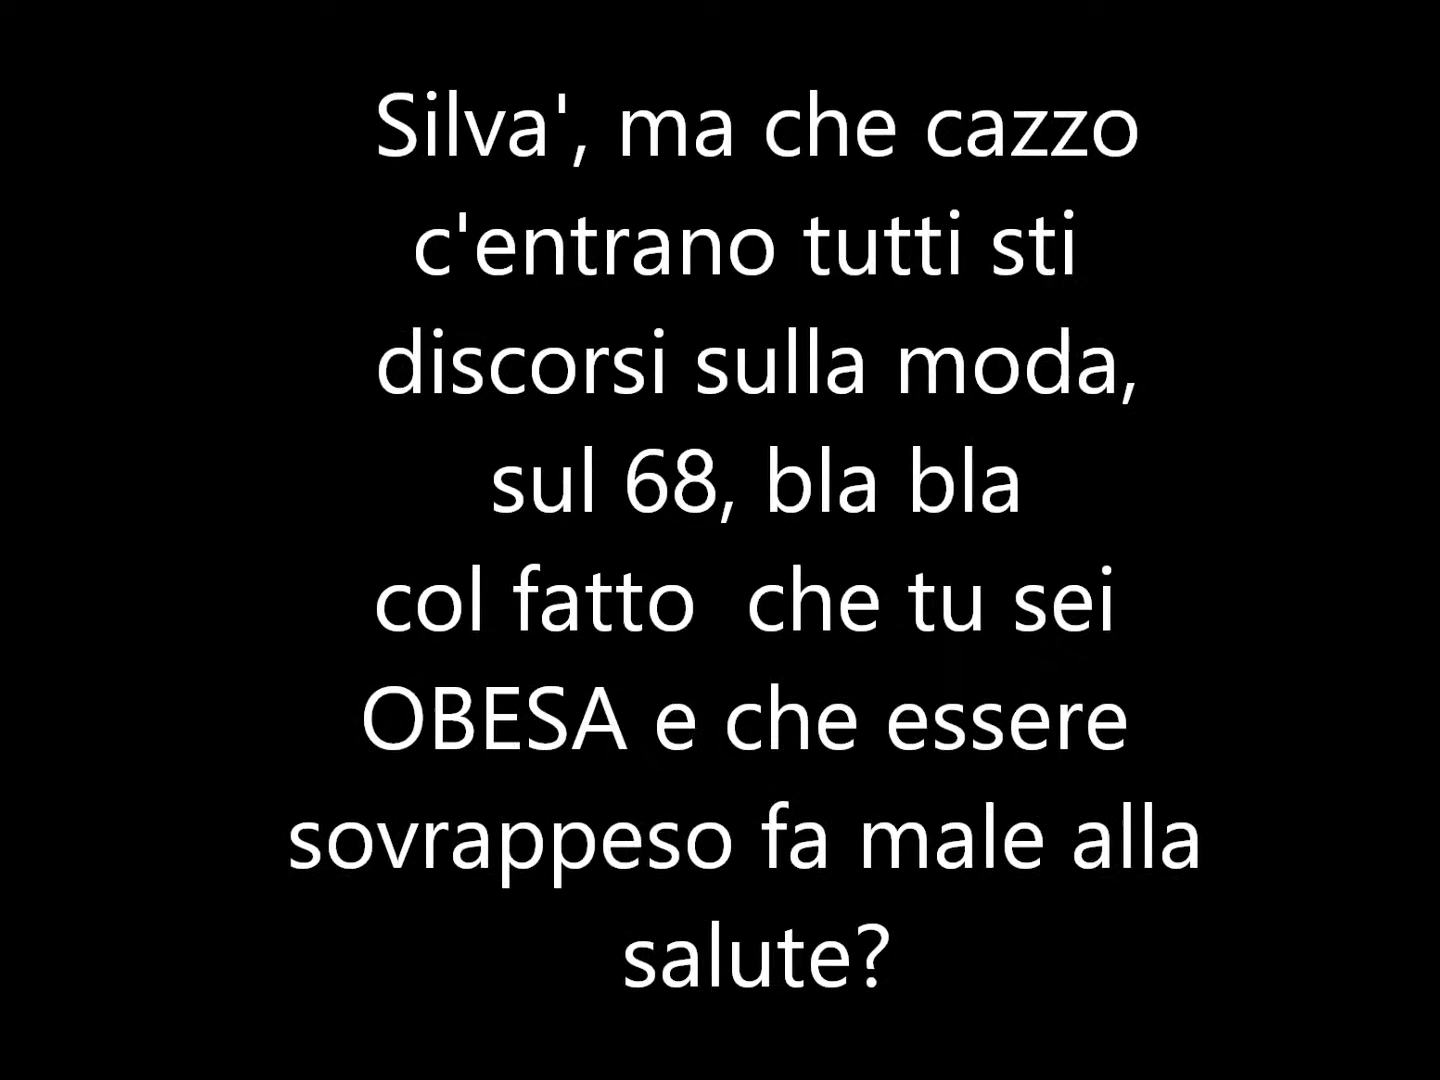 Silva', ma che cazzo
c'entrano tutti sti
discorsi sulla moda,
sul 68, bla bla
col fatto che tu sei
OBESA e che essere
sovrappeso fa male alla
salute?